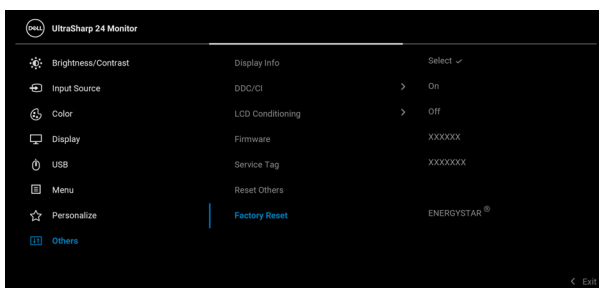 DELL UltraSharp 24 Monitor
Brightness/Contrast Display Info Select ✓
Input Source DDC/CI > On
Color LCD Conditioning > Off
Display Firmware XXXXXX
USB Service Tag XXXXXXX
Menu Reset Others
Personalize Factory Reset ENERGYSTAR ®
Others
< Exit